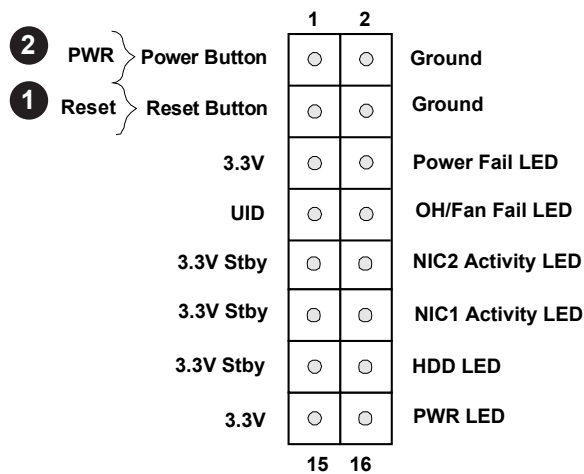 1 2
2 PWR Power Button Ground
1 Reset Reset Button Ground
3.3V Power Fail LED
UID OH/Fan Fail LED
3.3V Stby NIC2 Activity LED
3.3V Stby NIC1 Activity LED
3.3V Stby HDD LED
3.3V PWR LED
15 16